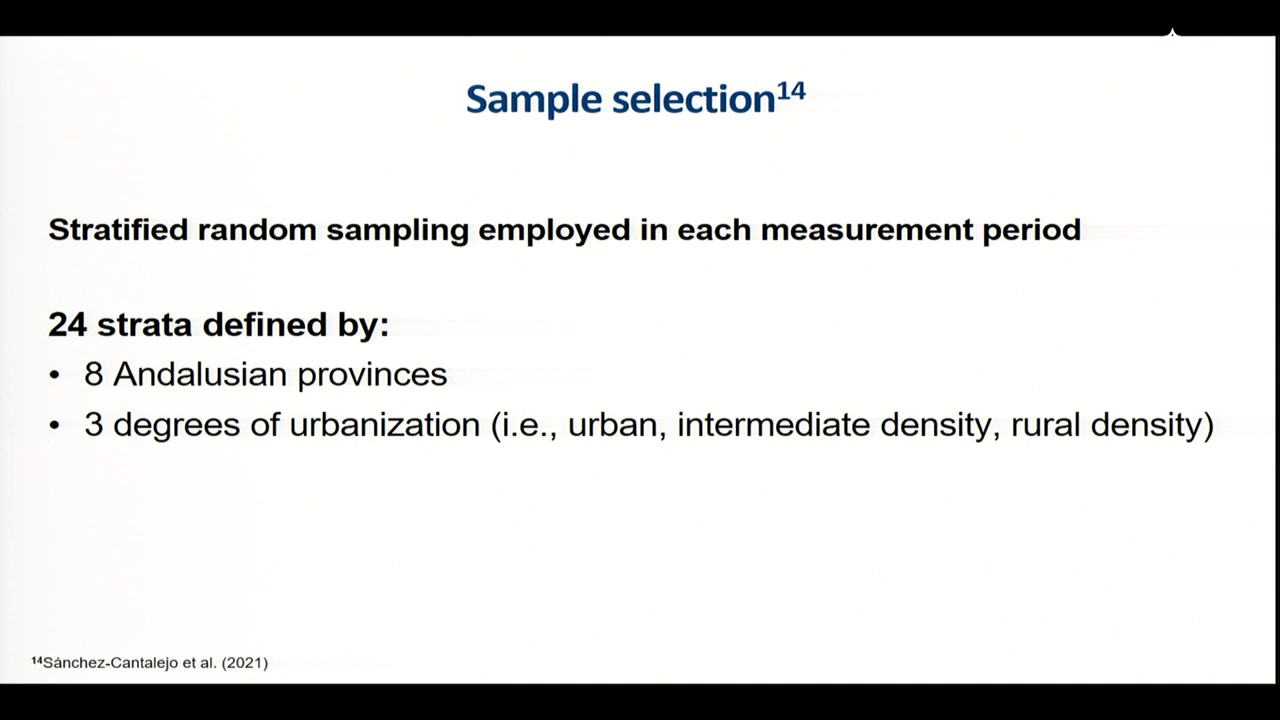 Sample selection¹⁴
Stratified random sampling employed in each measurement period
24 strata defined by:
• 8 Andalusian provinces
• 3 degrees of urbanization (i.e., urban, intermediate density, rural density)
¹⁴Sánchez-Cantalejo et al. (2021)